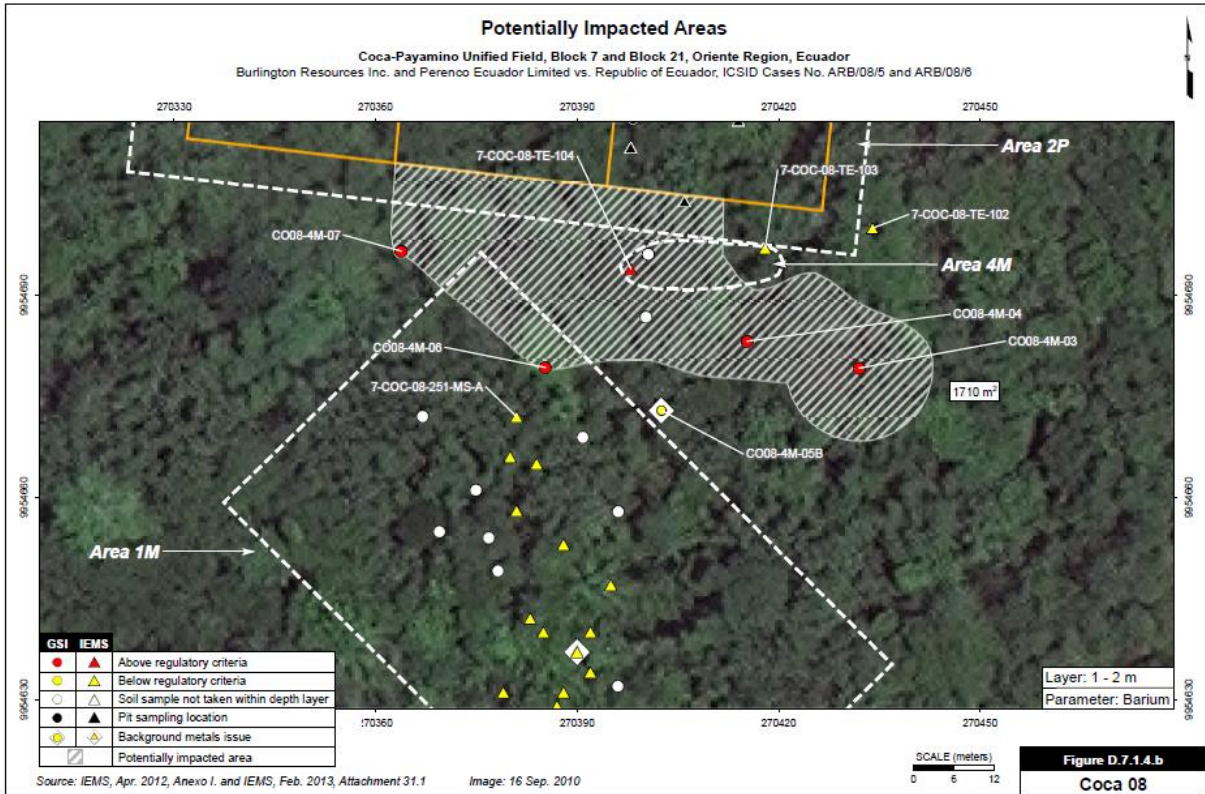 Potentially Impacted Areas
Coca-Payamino Unified Field, Block 7 and Block 21, Oriente Region, Ecuador
Burlington Resources Inc. and Perenco Ecuador Limited vs. Republic of Ecuador, ICSID Cases No. ARB/08/5 and ARB/08/6
N
270330 270360 270390 270420 270450
Area 2P
7-COC-08-TE-104
7-COC-08-TE-103
7-COC-08-TE-102
CO08-4M-07
Area 4M
9954690 9954690
CO08-4M-04
CO08-4M-06
CO08-4M-03
7-COC-08-251-MS-A
1710 m²
CO08-4M-05B
9954660 9954660
Area 1M
9954630 9954630
GSI IEMS
Above regulatory criteria
Below regulatory criteria
Soil sample not taken within depth layer
Pit sampling location
Background metals issue
Potentially impacted area
Layer: 1 - 2 m
Parameter: Barium
270360 270390 270420 270450
SCALE (meters)
0 6 12
Figure D.7.1.4.b
Coca 08
Source: IEMS, Apr. 2012, Anexo I. and IEMS, Feb. 2013, Attachment 31.1 Image: 16 Sep. 2010